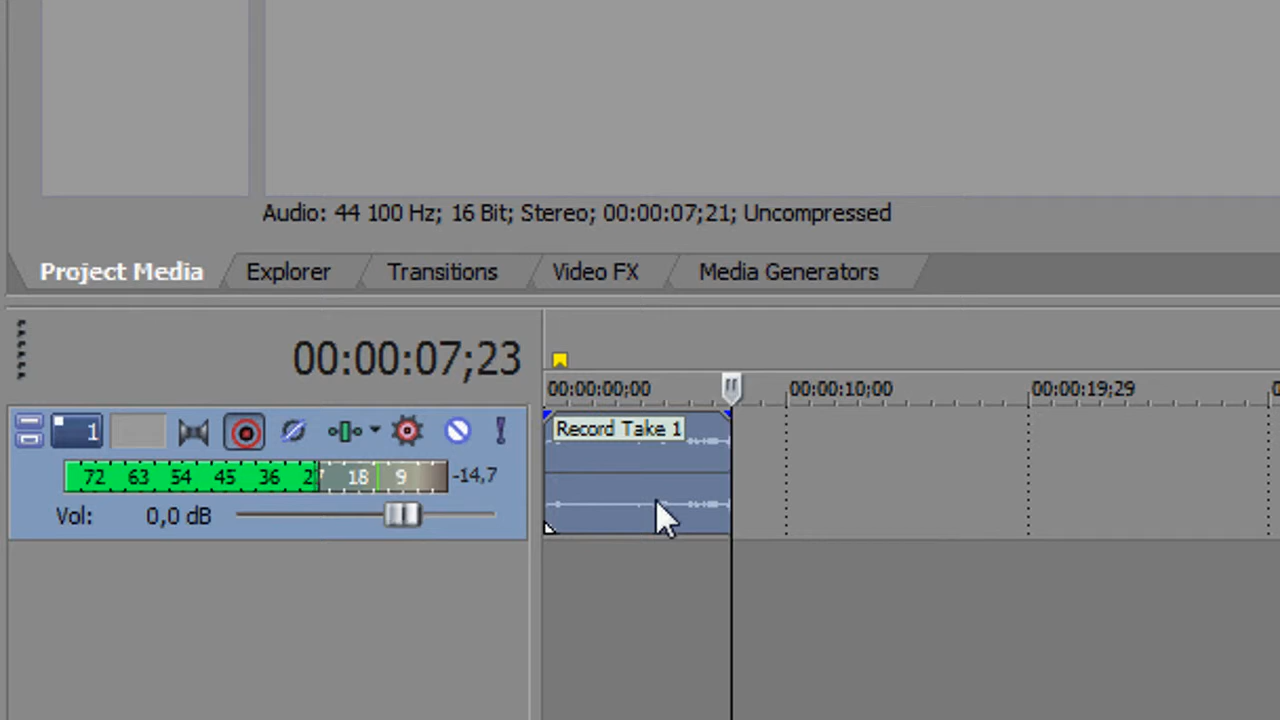 Audio: 44 100 Hz; 16 Bit; Stereo; 00:00:07;21; Uncompressed
Project Media Explorer Transitions Video FX Media Generators
00:00:07;23
00:00:00;00 00:00:10;00 00:00:19;29
1
Record Take 1
72 63 54 45 36 27 18 9 -14,7
Vol: 0,0 dB